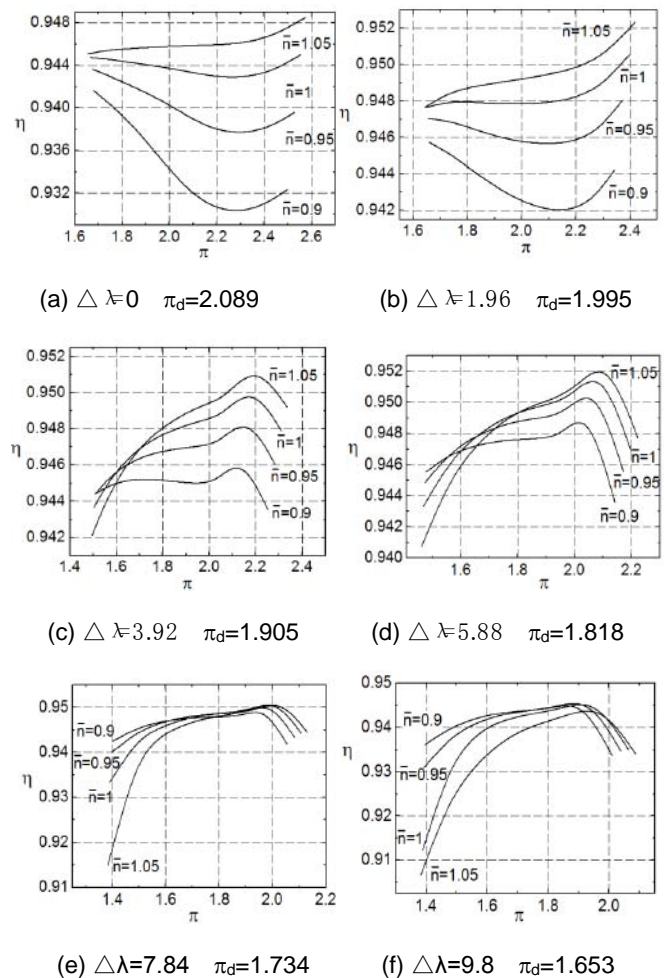 0.948
0.944
0.940
η
0.936
0.932
n̄=1.05
n̄=1
n̄=0.95
n̄=0.9
1.6 1.8 2.0 2.2 2.4 2.6
π
(a) △λ=0 πd=2.089
0.952
0.950
0.948
η
0.946
0.944
0.942
n̄=1.05
n̄=1
n̄=0.95
n̄=0.9
1.6 1.8 2.0 2.2 2.4
π
(b) △λ=1.96 πd=1.995
0.952
0.950
η
0.948
0.946
0.944
0.942
n̄=1.05
n̄=1
n̄=0.95
n̄=0.9
1.4 1.6 1.8 2.0 2.2 2.4
π
(c) △λ=3.92 πd=1.905
0.952
0.950
0.948
η
0.946
0.944
0.942
0.940
n̄=1.05
n̄=1
n̄=0.95
n̄=0.9
1.4 1.6 1.8 2.0 2.2
π
(d) △λ=5.88 πd=1.818
0.95
0.94
η
0.93
0.92
0.91
n̄=0.9
n̄=0.95
n̄=1
n̄=1.05
1.4 1.6 1.8 2.0 2.2
π
(e) △λ=7.84 πd=1.734
0.95
0.94
η
0.93
0.92
0.91
n̄=0.9
n̄=0.95
n̄=1
n̄=1.05
1.4 1.6 1.8 2.0 2.2
π
(f) △λ=9.8 πd=1.653